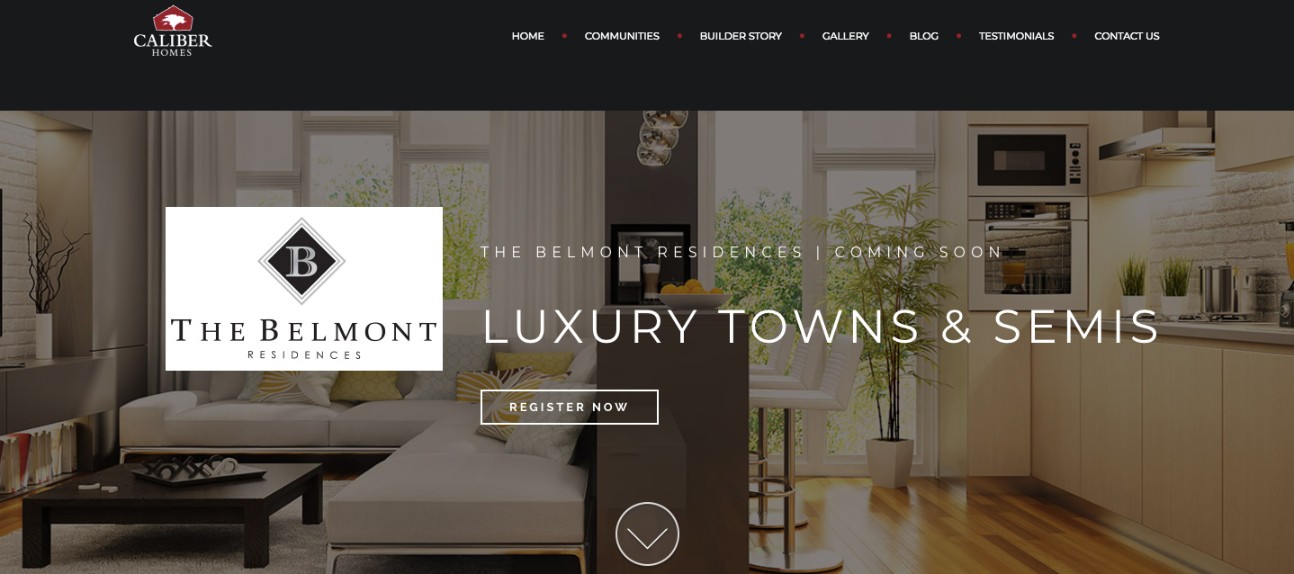 CALIBER
HOMES
HOME
COMMUNITIES
BUILDER STORY
GALLERY
BLOG
TESTIMONIALS
CONTACT US
B
THE BELMONT
RESIDENCES
THE BELMONT RESIDENCES | COMING SOON
LUXURY TOWNS & SEMIS
REGISTER NOW